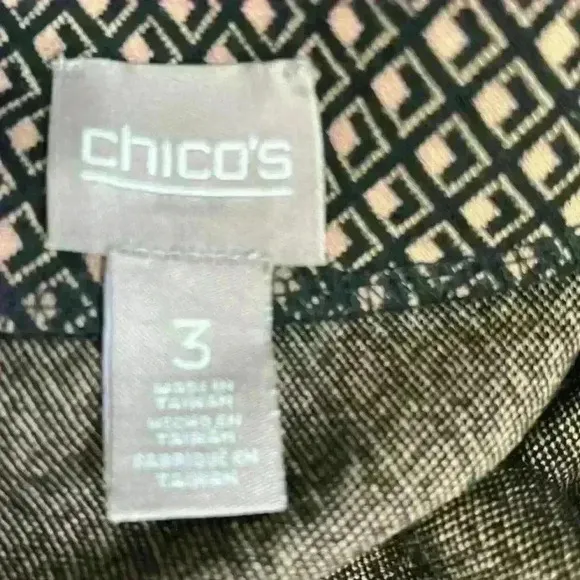 chico's
3
MADE IN
TAIWAN
HECHO EN
TAIWAN
FABRIQUÉ EN
TAIWAN